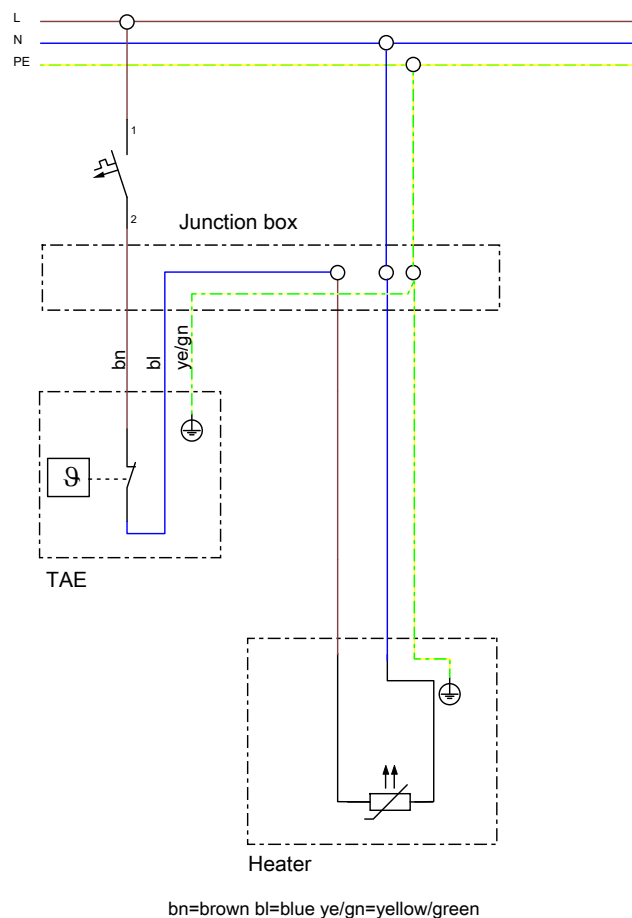 L
N
PE
1
2
Junction box
bn
bl
ye/gn
ϑ
TAE
Heater
bn=brown bl=blue ye/gn=yellow/green